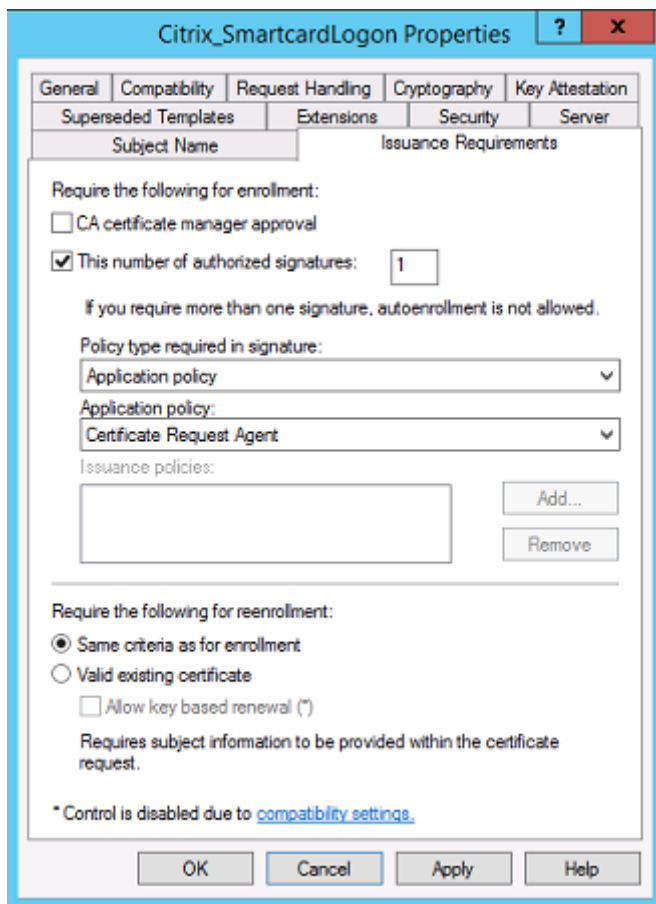 Citrix_SmartcardLogon Properties
? x
General Compatibility Request Handling Cryptography Key Attestation
Superseded Templates Extensions Security Server
Subject Name Issuance Requirements
Require the following for enrollment:
CA certificate manager approval
This number of authorized signatures: 1
If you require more than one signature, autoenrollment is not allowed.
Policy type required in signature:
Application policy
Application policy:
Certificate Request Agent
Issuance policies:
Add...
Remove
Require the following for reenrollment:
Same criteria as for enrollment
Valid existing certificate
Allow key based renewal (*)
Requires subject information to be provided within the certificate
request.
* Control is disabled due to compatibility settings.
OK Cancel Apply Help